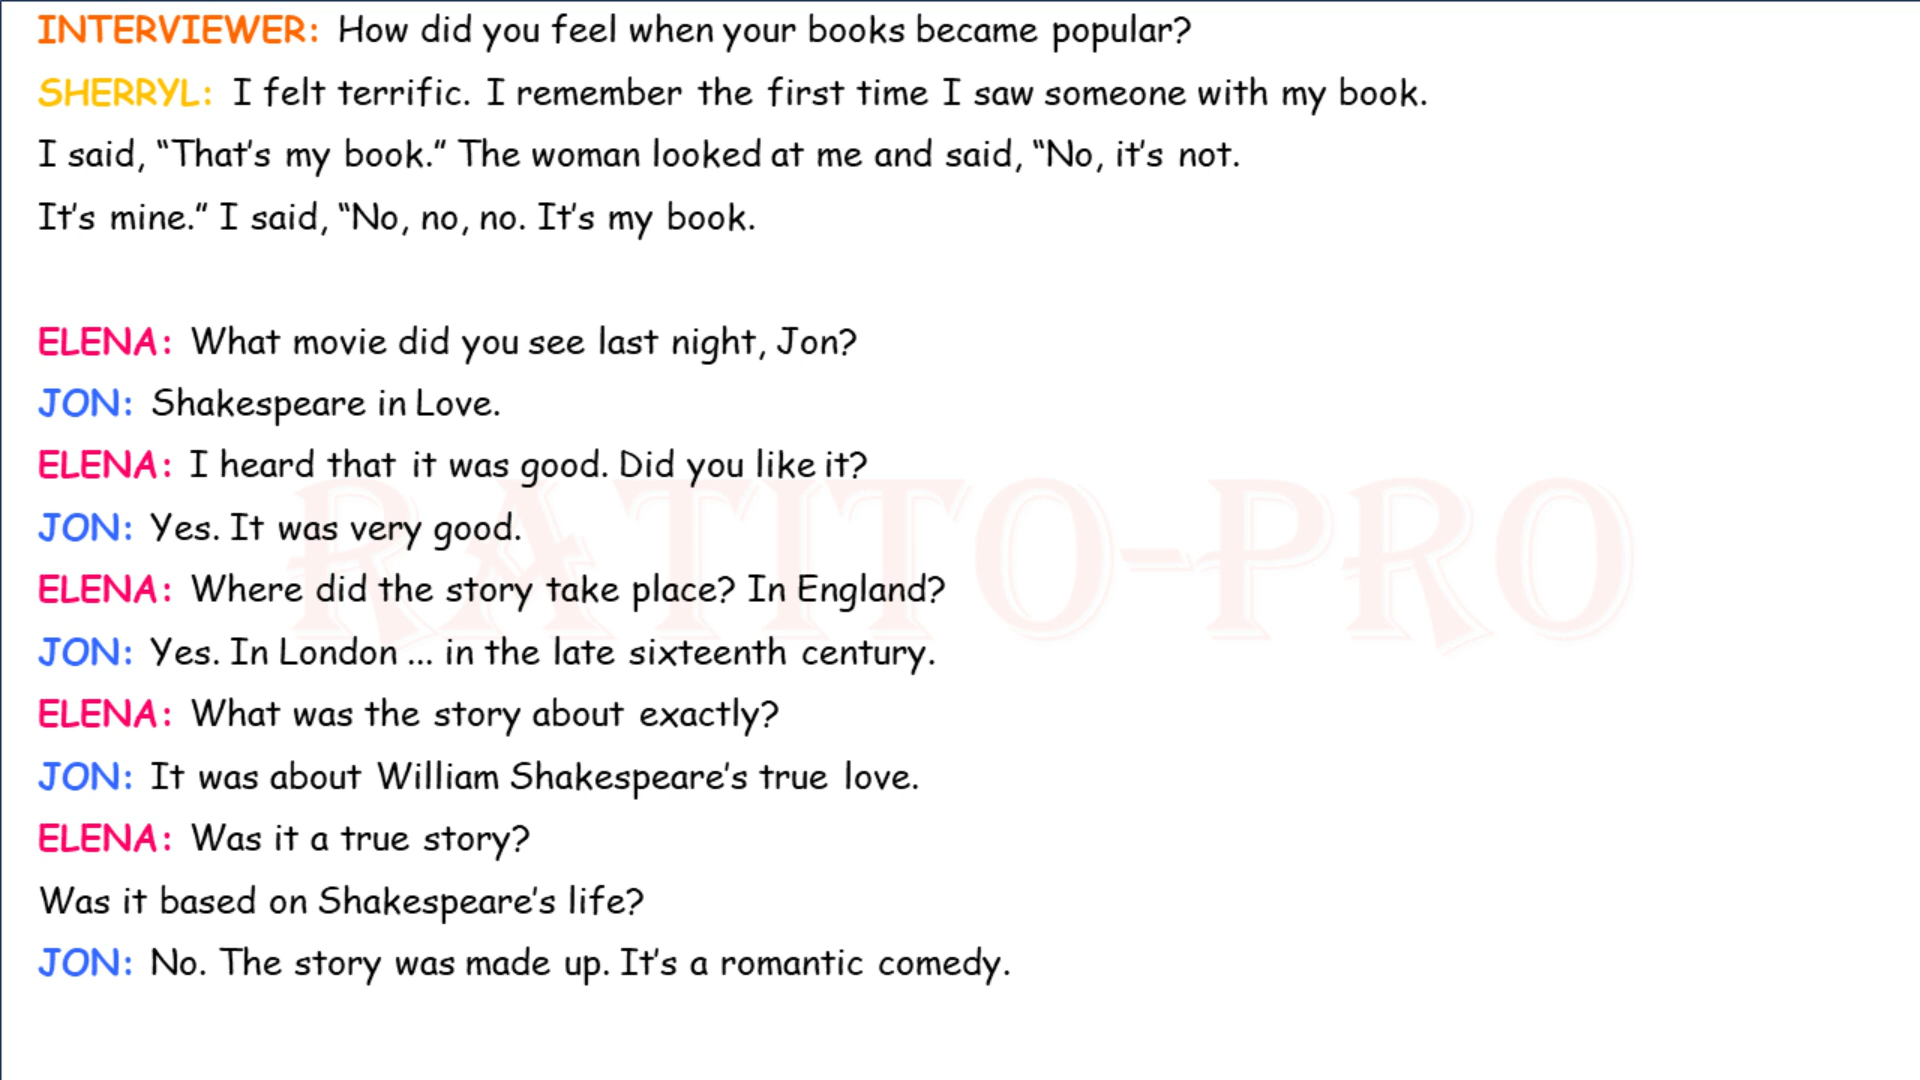 INTERVIEWER: How did you feel when your books became popular?
SHERRYL: I felt terrific. I remember the first time I saw someone with my book.
I said, “That’s my book.” The woman looked at me and said, “No, it’s not.
It’s mine.” I said, “No, no, no. It’s my book.
ELENA: What movie did you see last night, Jon?
JON: Shakespeare in Love.
ELENA: I heard that it was good. Did you like it?
JON: Yes. It was very good.
ELENA: Where did the story take place? In England?
JON: Yes. In London ... in the late sixteenth century.
ELENA: What was the story about exactly?
JON: It was about William Shakespeare’s true love.
ELENA: Was it a true story?
Was it based on Shakespeare’s life?
JON: No. The story was made up. It’s a romantic comedy.
RATITO-PRO